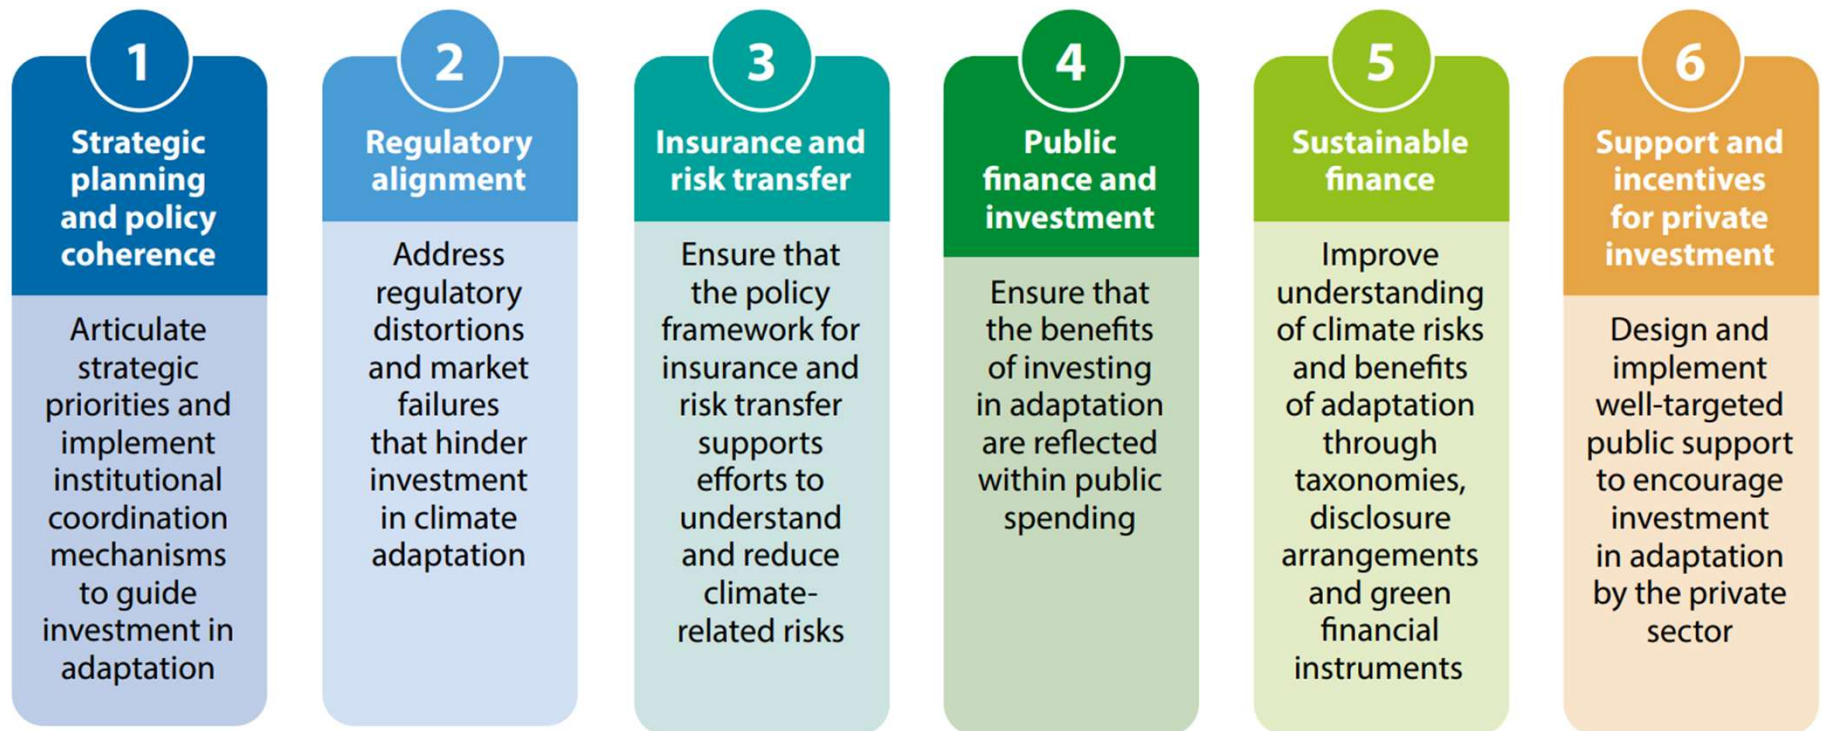 1
Strategic
planning
and policy
coherence
Articulate
strategic
priorities and
implement
institutional
coordination
mechanisms
to guide
investment in
adaptation
2
Regulatory
alignment
Address
regulatory
distortions
and market
failures
that hinder
investment
in climate
adaptation
3
Insurance and
risk transfer
Ensure that
the policy
framework for
insurance and
risk transfer
supports
efforts to
understand
and reduce
climate-
related risks
4
Public
finance and
investment
Ensure that
the benefits
of investing
in adaptation
are reflected
within public
spending
5
Sustainable
finance
Improve
understanding
of climate risks
and benefits
of adaptation
through
taxonomies,
disclosure
arrangements
and green
financial
instruments
6
Support and
incentives
for private
investment
Design and
implement
well-targeted
public support
to encourage
investment
in adaptation
by the private
sector